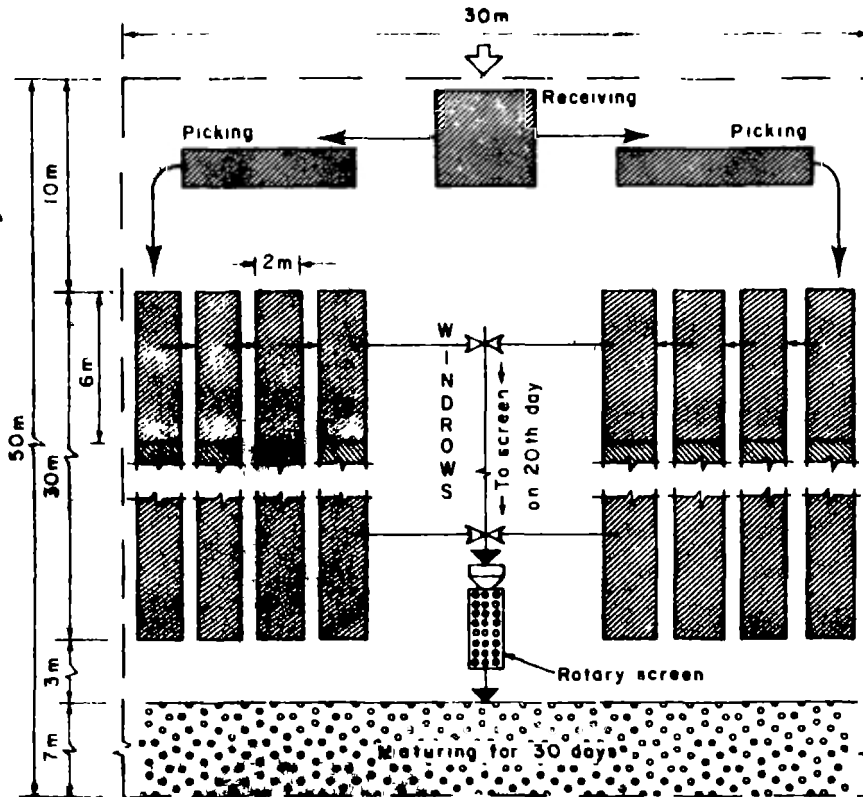 30m
Receiving
Picking
Picking
10m
2m
6m
50m
30m
WINDROWS
To screen
on 20th day
3m
Rotary screen
7m
Maturing for 30 days